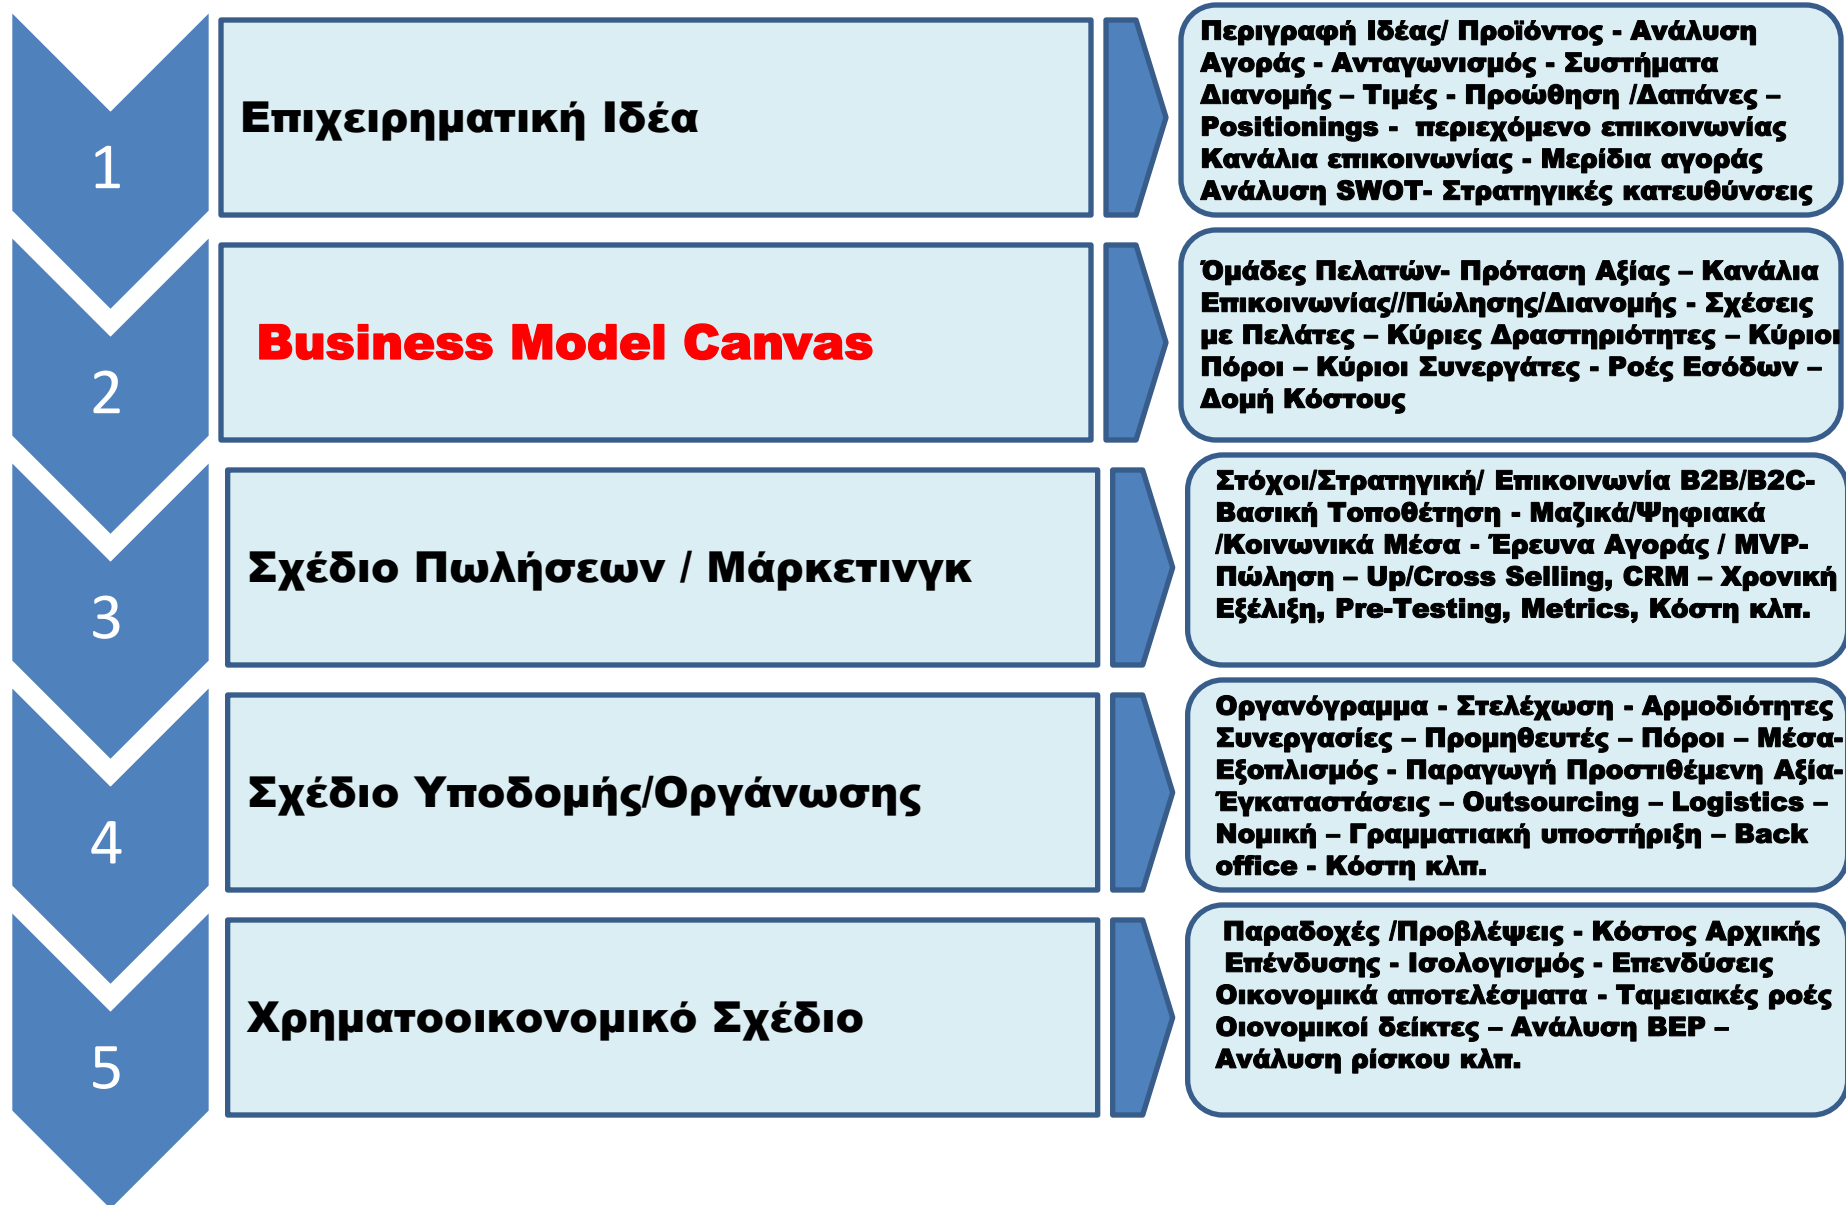 1
Επιχειρηματική Ιδέα
Περιγραφή Ιδέας/ Προϊόντος - Ανάλυση
Αγοράς - Ανταγωνισμός - Συστήματα
Διανομής – Τιμές - Προώθηση /Δαπάνες –
Positionings - περιεχόμενο επικοινωνίας
Κανάλια επικοινωνίας - Μερίδια αγοράς
Ανάλυση SWOT- Στρατηγικές κατευθύνσεις
2
Business Model Canvas
Όμάδες Πελατών- Πρόταση Αξίας – Κανάλια
Επικοινωνίας//Πώλησης/Διανομής - Σχέσεις
με Πελάτες – Κύριες Δραστηριότητες – Κύριοι
Πόροι – Κύριοι Συνεργάτες - Ροές Εσόδων –
Δομή Κόστους
3
Σχέδιο Πωλήσεων / Μάρκετινγκ
Στόχοι/Στρατηγική/ Επικοινωνία B2B/B2C-
Βασική Τοποθέτηση - Μαζικά/Ψηφιακά
/Κοινωνικά Μέσα - Έρευνα Αγοράς / MVP-
Πώληση – Up/Cross Selling, CRM – Χρονική
Εξέλιξη, Pre-Testing, Metrics, Κόστη κλπ.
4
Σχέδιο Υποδομής/Οργάνωσης
Οργανόγραμμα - Στελέχωση - Αρμοδιότητες
Συνεργασίες – Προμηθευτές – Πόροι – Μέσα-
Εξοπλισμός - Παραγωγή Προστιθέμενη Αξία-
Έγκαταστάσεις – Outsourcing – Logistics –
Νομική – Γραμματιακή υποστήριξη – Back
office - Κόστη κλπ.
5
Χρηματοοικονομικό Σχέδιο
Παραδοχές /Προβλέψεις - Κόστος Αρχικής
Επένδυσης - Ισολογισμός - Επενδύσεις
Οικονομικά αποτελέσματα - Ταμειακές ροές
Οιονομικοί δείκτες – Ανάλυση BEP –
Ανάλυση ρίσκου κλπ.